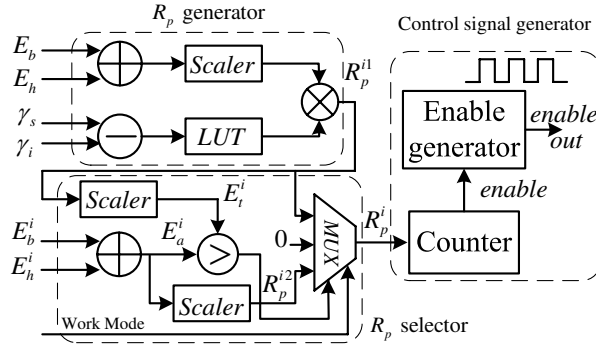 R_p generator
Control signal generator
E_b
E_h
Scaler
R_p^{i1}
γ_s
γ_i
LUT
Enable generator
enable out
enable
Scaler
E_t^i
E_b^i
E_h^i
E_a^i
>
0
MUX
R_p^i
Counter
Scaler
R_p^{i2}
Work Mode
R_p selector